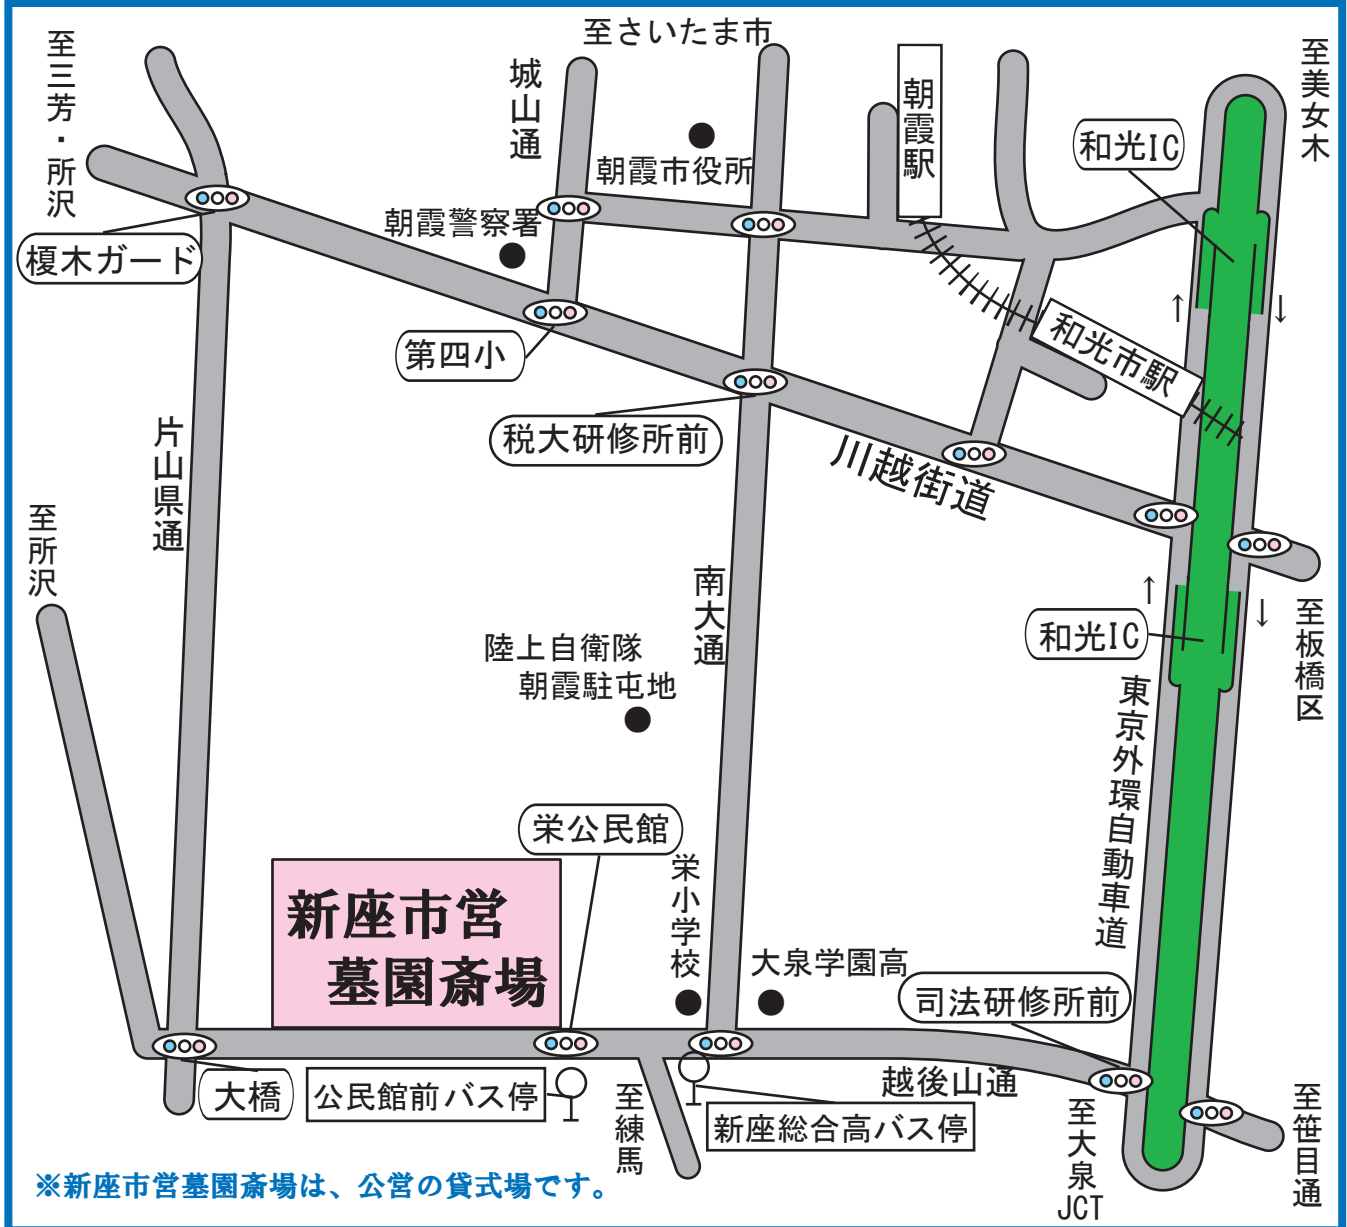 至さいたま市
至三芳・所沢
城山通
朝霞駅
至美女木
和光IC
朝霞市役所
朝霞警察署
榎木ガード
第四小
和光市駅
税大研修所前
川越街道
片山県通
至所沢
南大通
至板橋区
和光IC
陸上自衛隊
朝霞駐屯地
東京外環自動車道
栄公民館
栄小学校
新座市営
墓園斎場
大泉学園高
司法研修所前
越後山通
大橋
公民館前バス停
至練馬
新座総合高バス停
至大泉JCT
至笹目通
※新座市営墓園斎場は、公営の貸式場です。